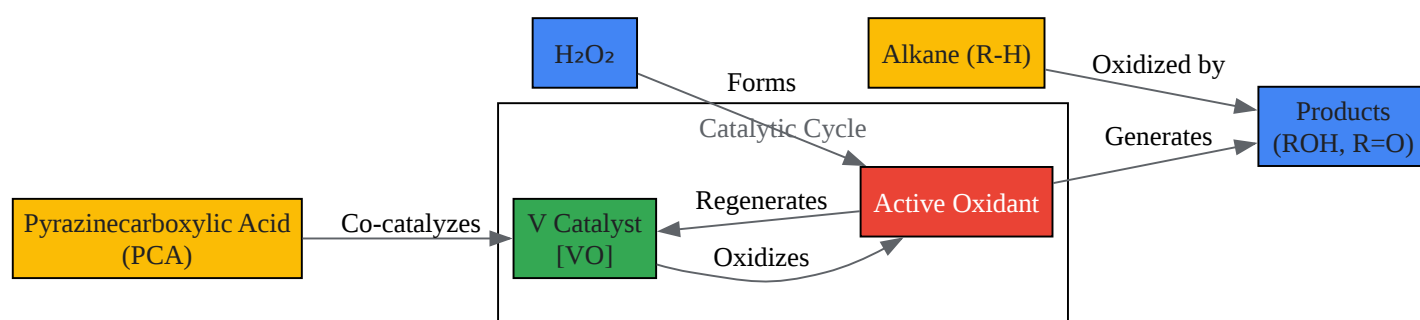 H₂O₂
Alkane (R-H)
Oxidized by
Forms
Products
(ROH, R=O)
Catalytic Cycle
Generates
Pyrazinecarboxylic Acid
(PCA)
Co-catalyzes
V Catalyst
[VO]
Regenerates
Active Oxidant
Oxidizes